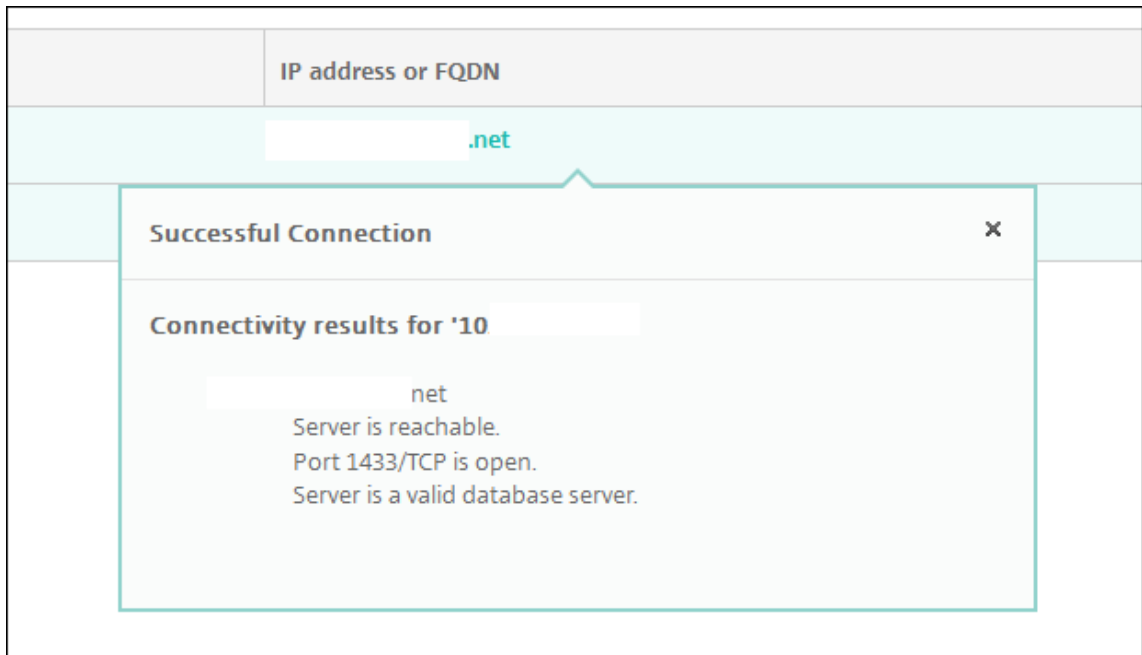 IP address or FQDN
.net
Successful Connection
×
Connectivity results for '10
net
Server is reachable.
Port 1433/TCP is open.
Server is a valid database server.